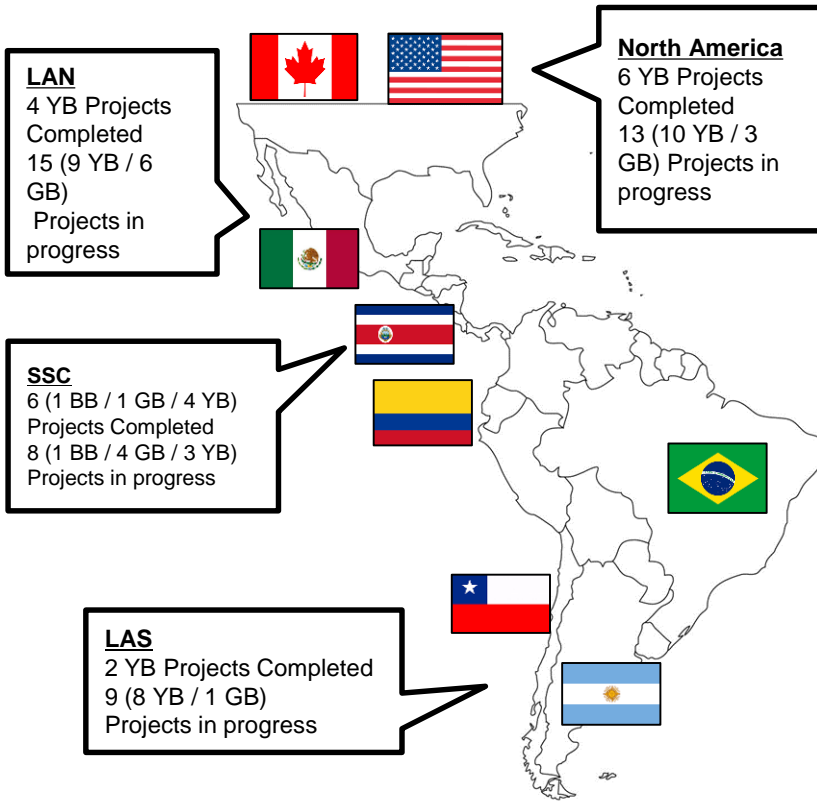 LAN
4 YB Projects
Completed
15 (9 YB / 6
GB)
Projects in
progress
North America
6 YB Projects
Completed
13 (10 YB / 3
GB) Projects in
progress
SSC
6 (1 BB / 1 GB / 4 YB)
Projects Completed
8 (1 BB / 4 GB / 3 YB)
Projects in progress
LAS
2 YB Projects Completed
9 (8 YB / 1 GB)
Projects in progress